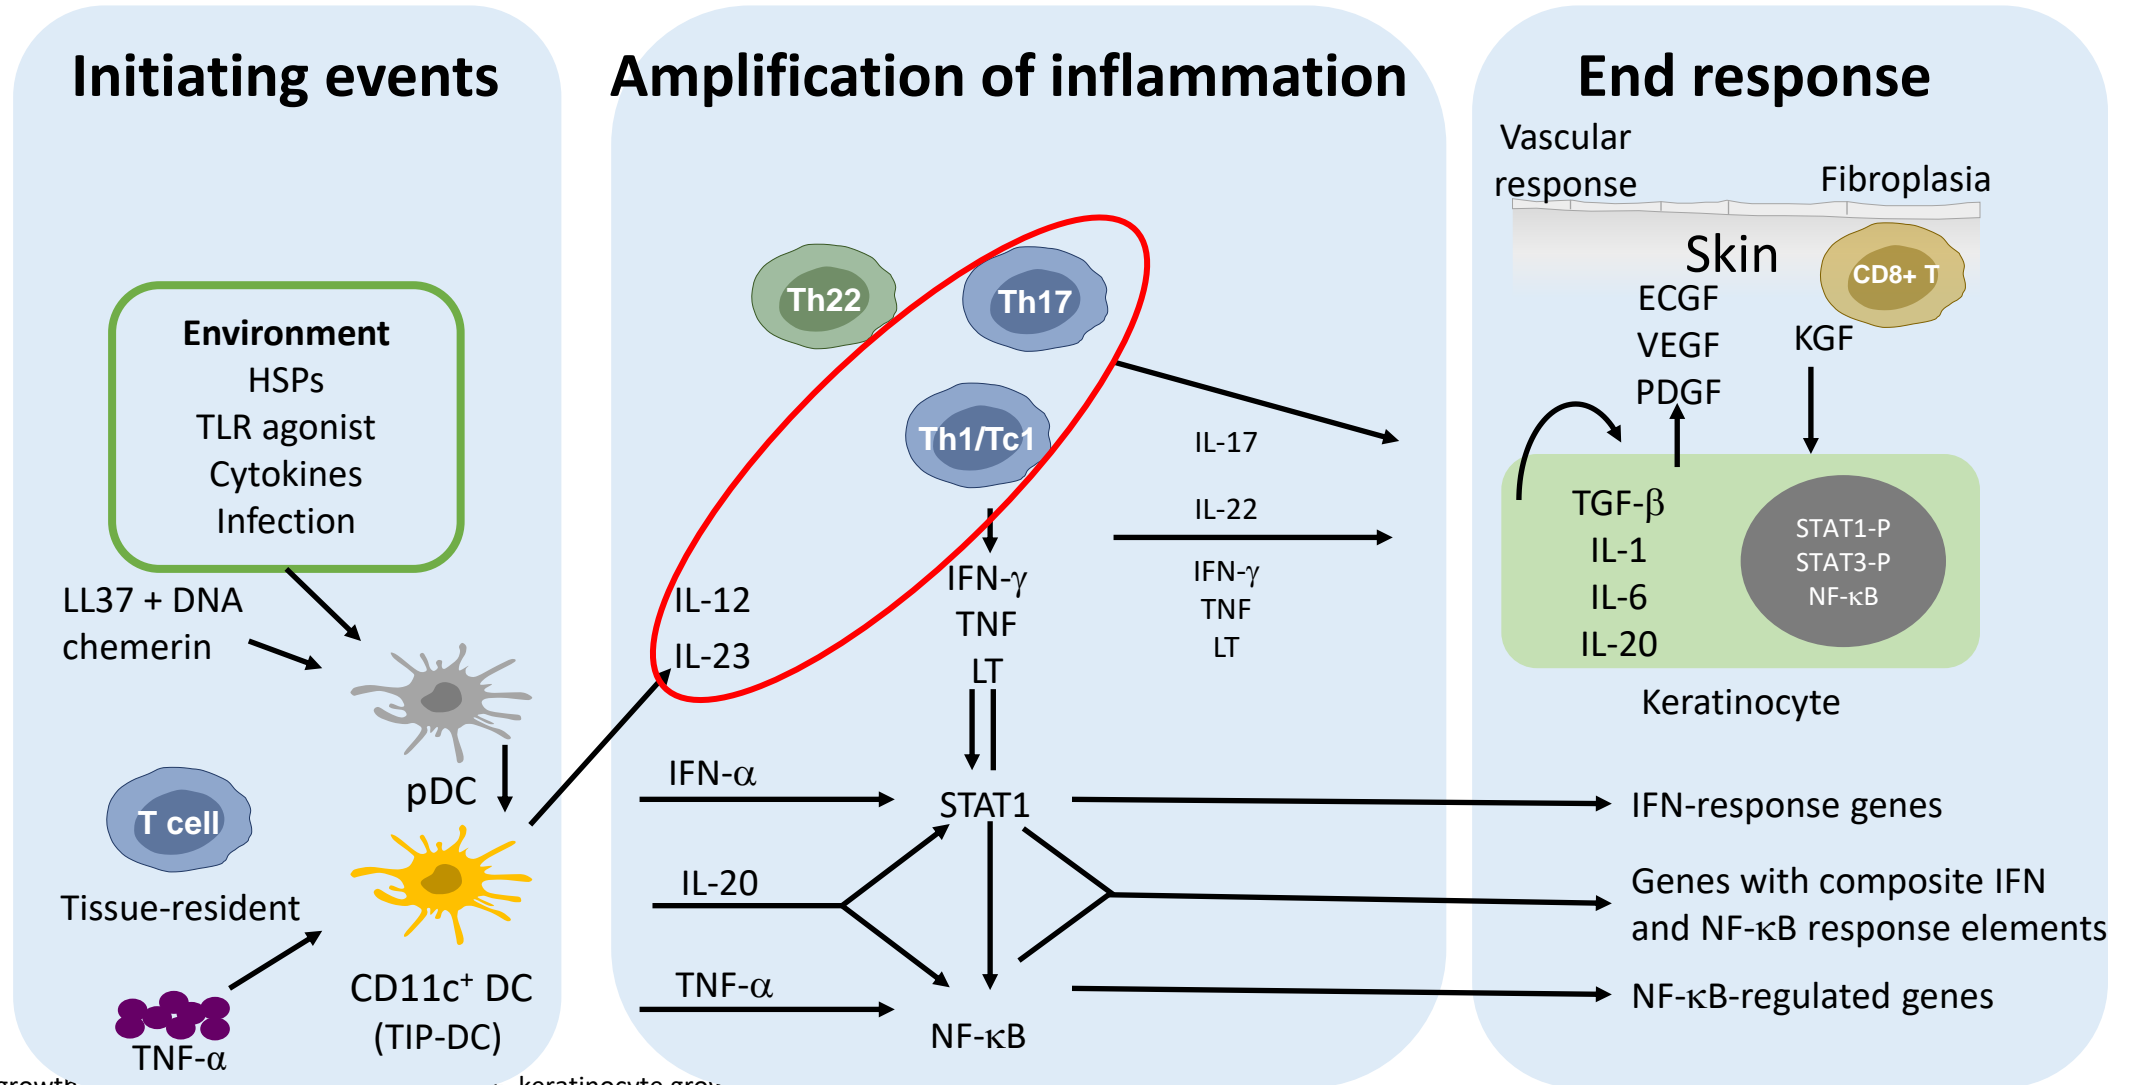 Initiating events
Environment
HSPs
TLR agonist
Cytokines
Infection
LL37 + DNA
chemerin
pDC
T cell
Tissue-resident
CD11c⁺ DC
(TIP-DC)
TNF-α
Amplification of inflammation
Th22
Th17
Th1/Tc1
IL-12
IL-23
IFN-γ
TNF
LT
IL-17
IL-22
IFN-γ
TNF
LT
IFN-α
STAT1
IL-20
TNF-α
NF-κB
End response
Vascular
response
Fibroplasia
Skin
CD8+ T
ECGF
VEGF
PDGF
KGF
TGF-β
IL-1
IL-6
IL-20
STAT1-P
STAT3-P
NF-κB
Keratinocyte
IFN-response genes
Genes with composite IFN
and NF-κB response elements
NF-κB-regulated genes
growth
keratinocyte